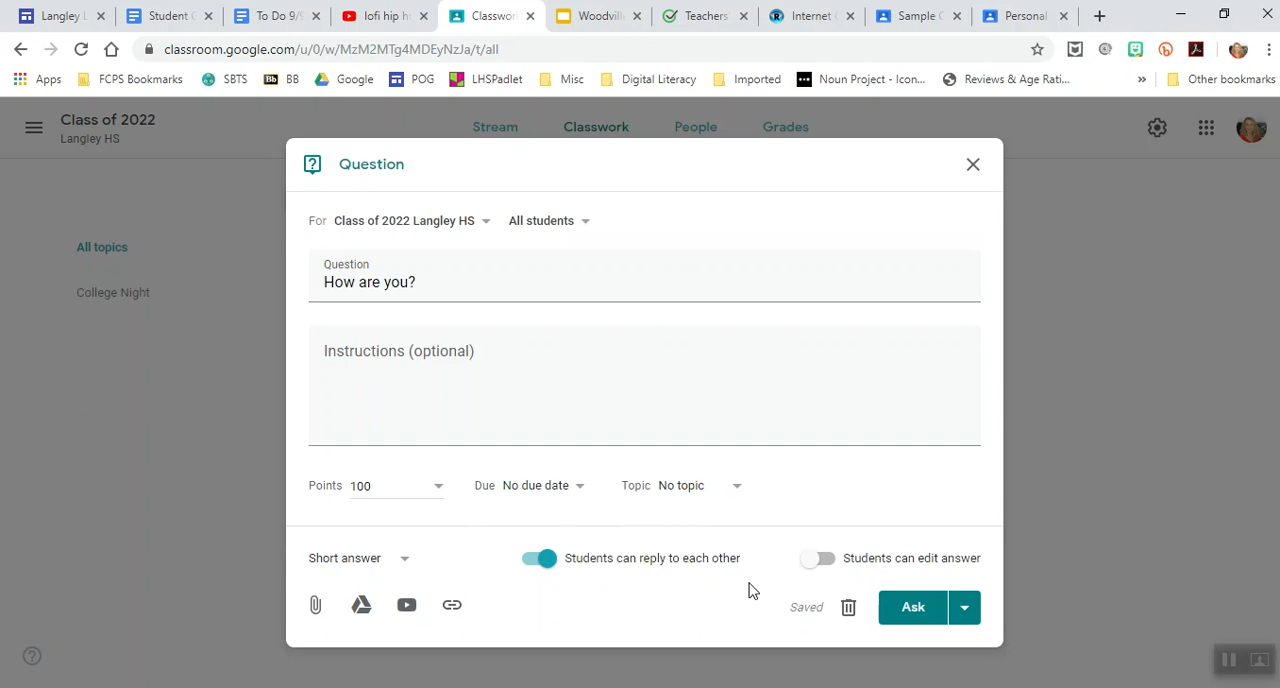 Langley L
Student C
To Do 9/9
lofi hip h
Classwor
Woodvill
Teachers'
Internet C
Sample C
Personal
classroom.google.com/u/0/w/MzM2MTg4MDEyNzJa/t/all
Apps
FCPS Bookmarks
SBTS
Bb BB
Google
POG
LHSPadlet
Misc
Digital Literacy
Imported
Noun Project - Icon...
Reviews & Age Rati...
»
Other bookmarks
Class of 2022
Langley HS
Stream
Classwork
People
Grades
Question
For Class of 2022 Langley HS
All students
All topics
College Night
Question
How are you?
Instructions (optional)
Points 100
Due No due date
Topic No topic
Short answer
Students can reply to each other
Students can edit answer
Saved
Ask